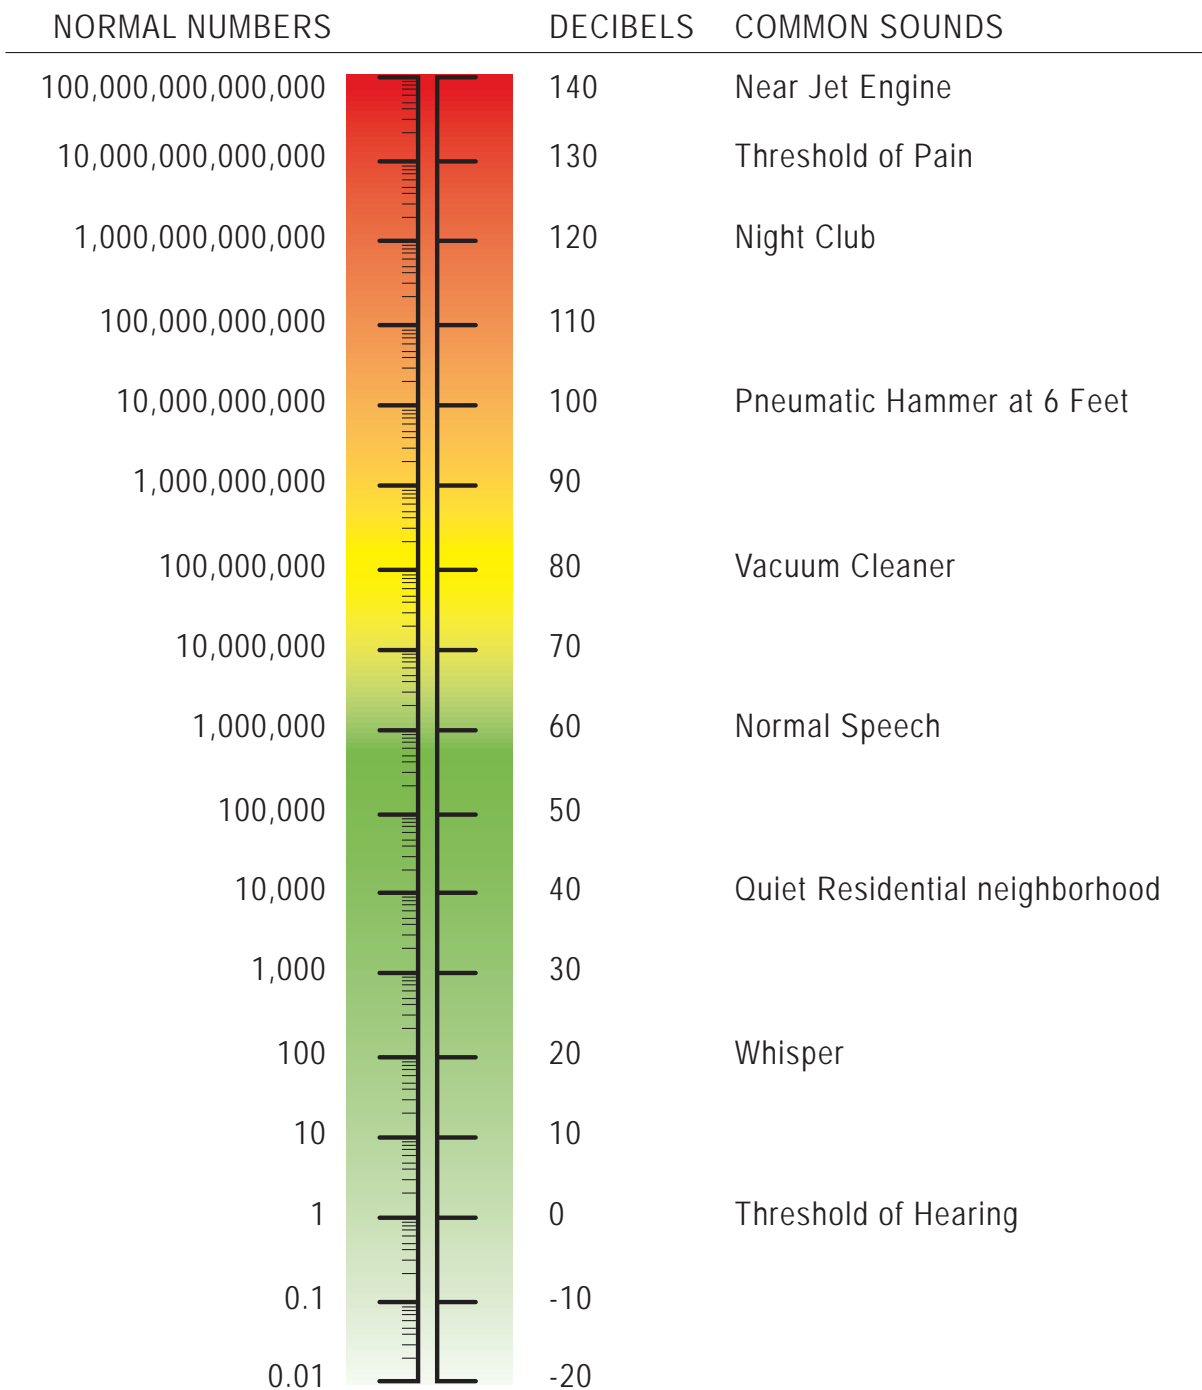 NORMAL NUMBERS DECIBELS COMMON SOUNDS
100,000,000,000,000 140 Near Jet Engine
10,000,000,000,000 130 Threshold of Pain
1,000,000,000,000 120 Night Club
100,000,000,000 110
10,000,000,000 100 Pneumatic Hammer at 6 Feet
1,000,000,000 90
100,000,000 80 Vacuum Cleaner
10,000,000 70
1,000,000 60 Normal Speech
100,000 50
10,000 40 Quiet Residential neighborhood
1,000 30
100 20 Whisper
10 10
1 0 Threshold of Hearing
0.1 -10
0.01 -20